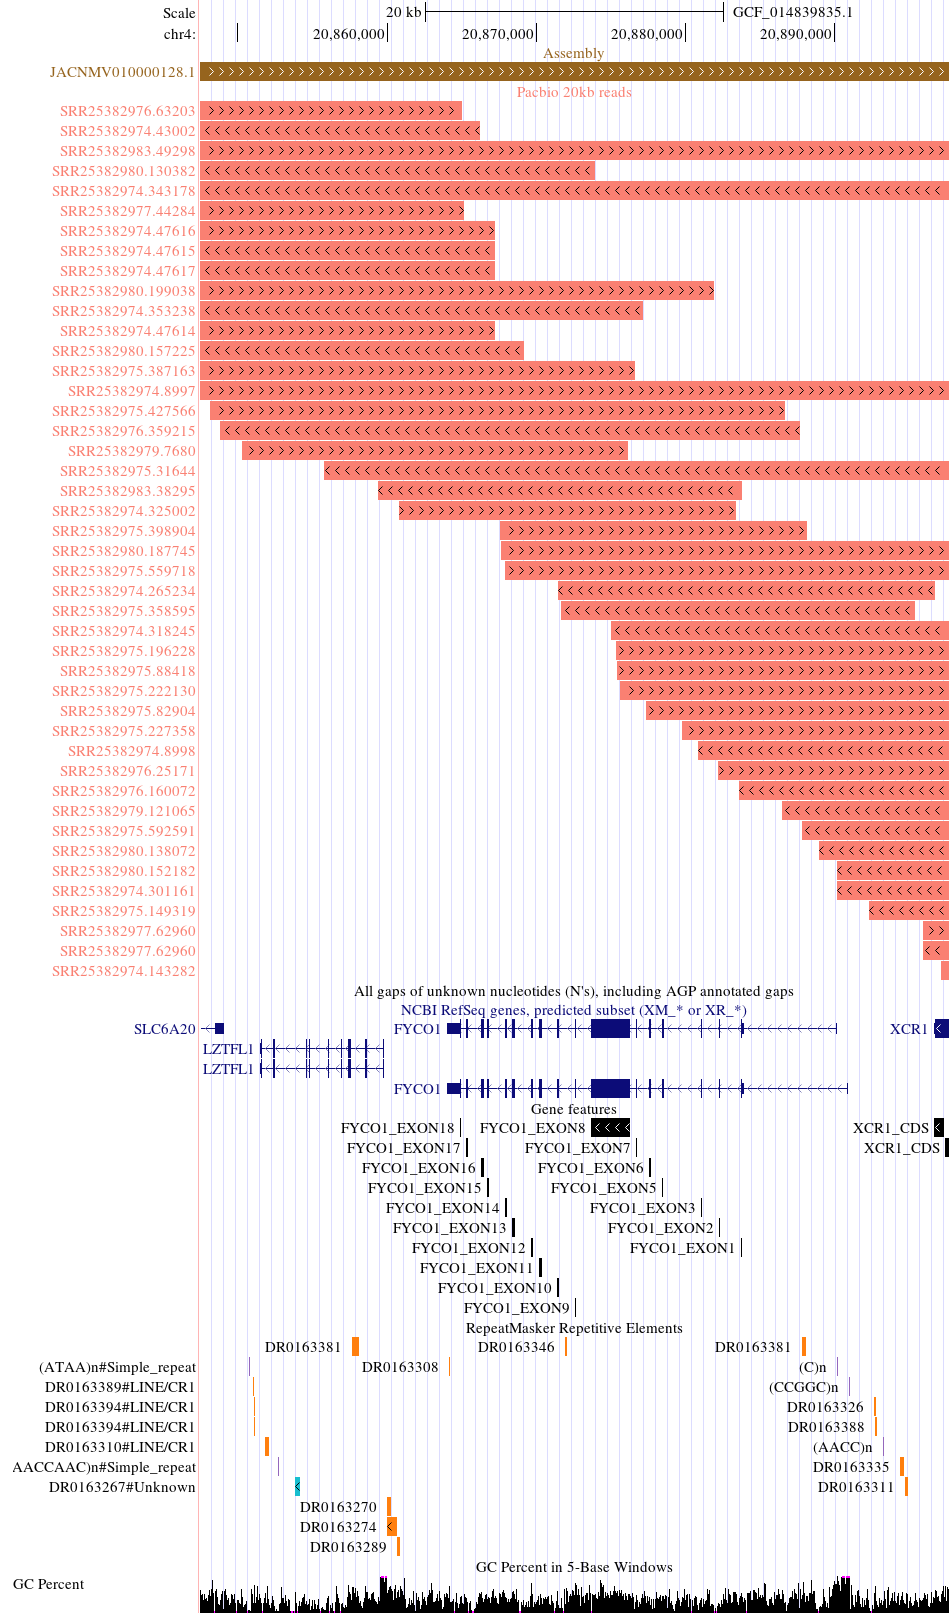 Scale 20 kb GCF_014839835.1
chr4: 20,860,000 20,870,000 20,880,000 20,890,000
Assembly
JACNMV010000128.1
Pacbio 20kb reads
SRR25382976.63203
SRR25382974.43002
SRR25382983.49298
SRR25382980.130382
SRR25382974.343178
SRR25382977.44284
SRR25382974.47616
SRR25382974.47615
SRR25382974.47617
SRR25382980.199038
SRR25382974.353238
SRR25382974.47614
SRR25382980.157225
SRR25382975.387163
SRR25382974.8997
SRR25382975.427566
SRR25382976.359215
SRR25382979.7680
SRR25382975.31644
SRR25382983.38295
SRR25382974.325002
SRR25382975.398904
SRR25382980.187745
SRR25382975.559718
SRR25382974.265234
SRR25382975.358595
SRR25382974.318245
SRR25382975.196228
SRR25382975.88418
SRR25382975.222130
SRR25382975.82904
SRR25382975.227358
SRR25382974.8998
SRR25382976.25171
SRR25382976.160072
SRR25382979.121065
SRR25382975.592591
SRR25382980.138072
SRR25382980.152182
SRR25382974.301161
SRR25382975.149319
SRR25382977.62960
SRR25382977.62960
SRR25382974.143282
All gaps of unknown nucleotides (N's), including AGP annotated gaps
NCBI RefSeq genes, predicted subset (XM_* or XR_*)
SLC6A20 FYCO1 XCR1
LZTFL1
LZTFL1
FYCO1
Gene features
FYCO1_EXON18 FYCO1_EXON8 XCR1_CDS
FYCO1_EXON17 FYCO1_EXON7 XCR1_CDS
FYCO1_EXON16 FYCO1_EXON6
FYCO1_EXON15 FYCO1_EXON5
FYCO1_EXON14 FYCO1_EXON3
FYCO1_EXON13 FYCO1_EXON2
FYCO1_EXON12 FYCO1_EXON1
FYCO1_EXON11
FYCO1_EXON10
FYCO1_EXON9
RepeatMasker Repetitive Elements
DR0163381 DR0163346 DR0163381
(ATAA)n#Simple_repeat DR0163308 (C)n
DR0163389#LINE/CR1 (CCGGC)n
DR0163394#LINE/CR1 DR0163326
DR0163394#LINE/CR1 DR0163388
DR0163310#LINE/CR1 (AACC)n
AACCAAC)n#Simple_repeat DR0163335
DR0163267#Unknown DR0163311
DR0163270
DR0163274
DR0163289
GC Percent in 5-Base Windows
GC Percent